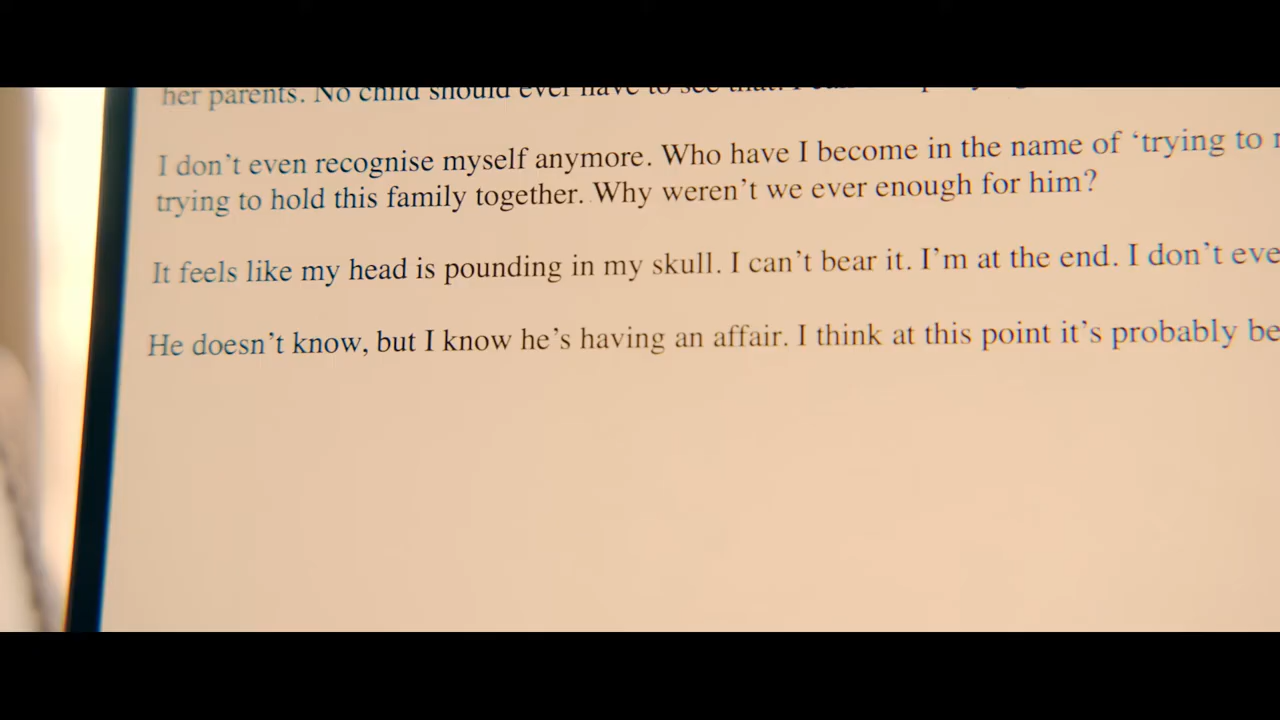 her parents. No child should ever have to see that. I
I don't even recognise myself anymore. Who have I become in the name of 'trying to
trying to hold this family together. Why weren't we ever enough for him?
It feels like my head is pounding in my skull. I can't bear it. I'm at the end. I don't eve
He doesn't know, but I know he's having an affair. I think at this point it's probably be